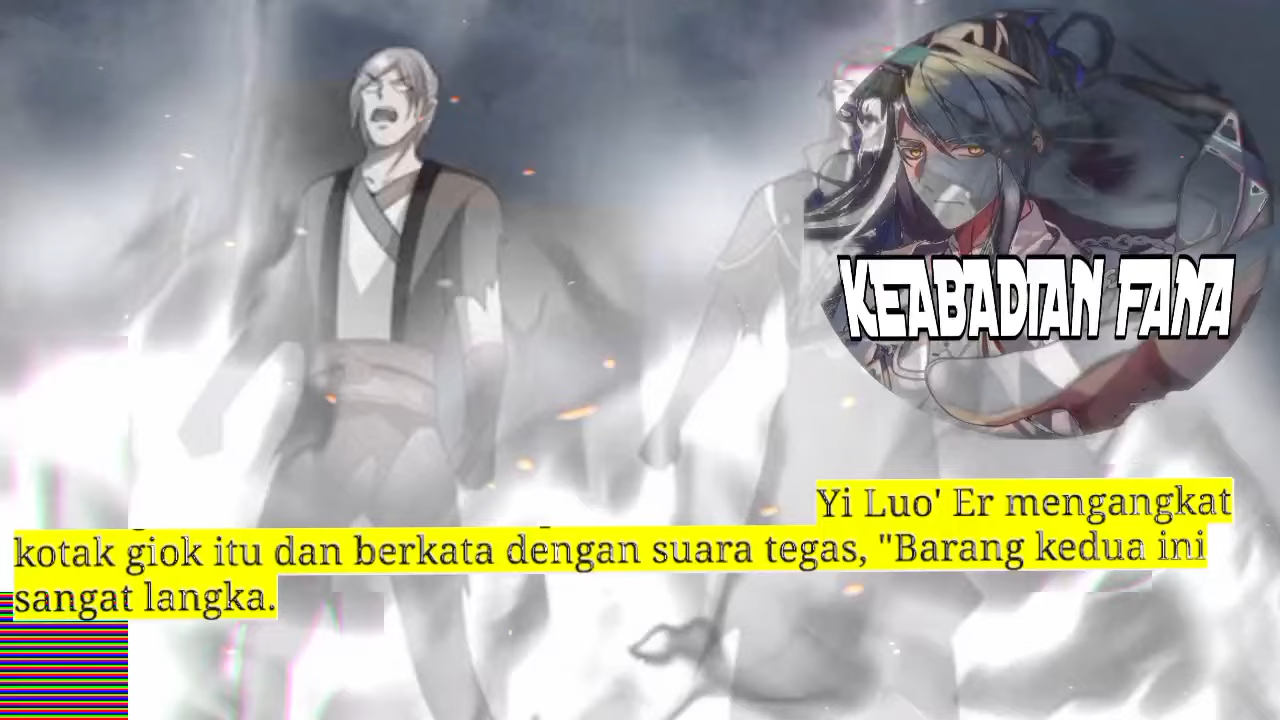 KEABADIAN FANA
Yi Luo' Er mengangkat
kotak giok itu dan berkata dengan suara tegas, "Barang kedua ini
sangat langka.